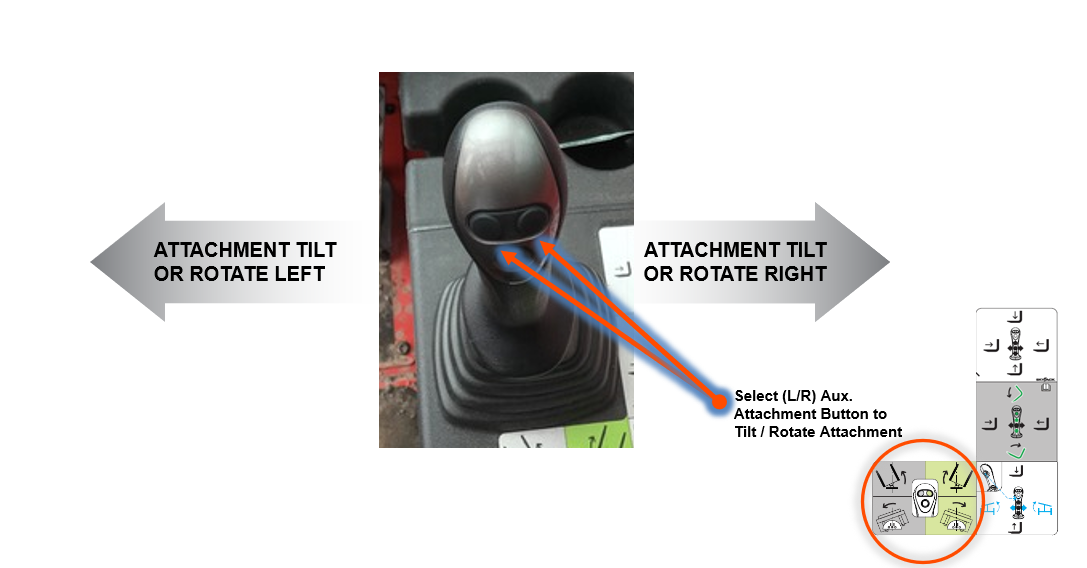 ATTACHMENT TILT
OR ROTATE LEFT
ATTACHMENT TILT
OR ROTATE RIGHT
Select (L/R) Aux.
Attachment Button to
Tilt / Rotate Attachment